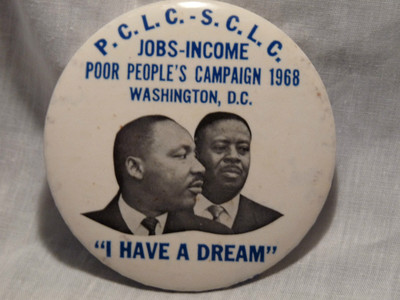 P.C.L.C.-S.C.L.C.
JOBS-INCOME
POOR PEOPLE'S CAMPAIGN 1968
WASHINGTON, D.C.
"I HAVE A DREAM"